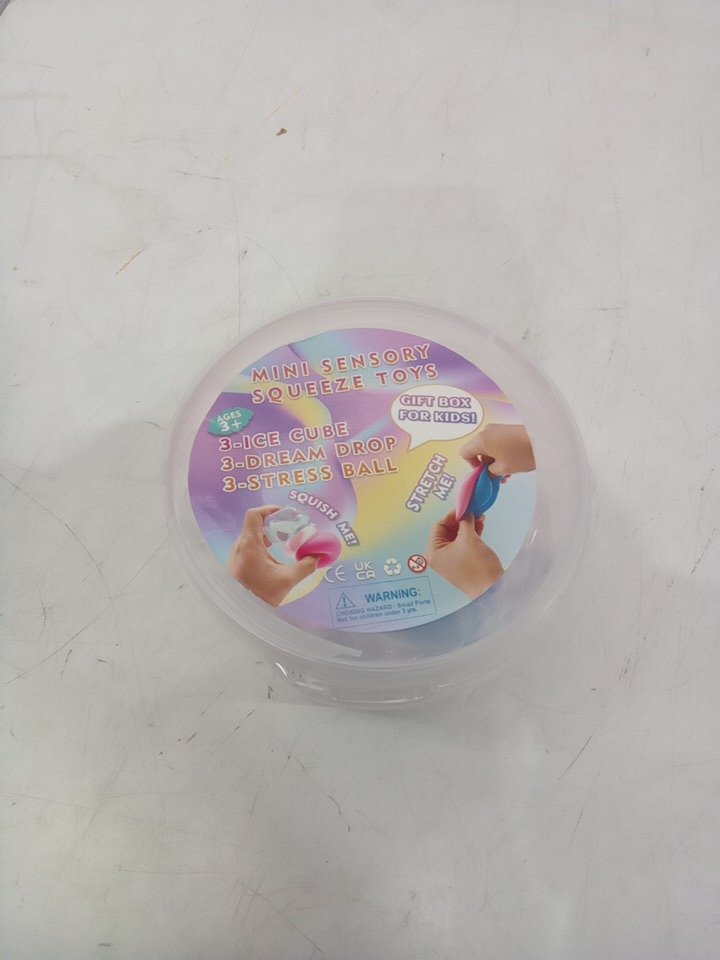 MINI SENSORY
SQUEEZE TOYS
AGES
3+
GIFT BOX
FOR KIDS!
3-ICE CUBE
3-DREAM DROP
3-STRESS BALL
SQUISH ME!
STRETCH
ME!
CE UK
CA
WARNING:
CHOKING HAZARD - Small Parts
Not for children under 3 yrs.